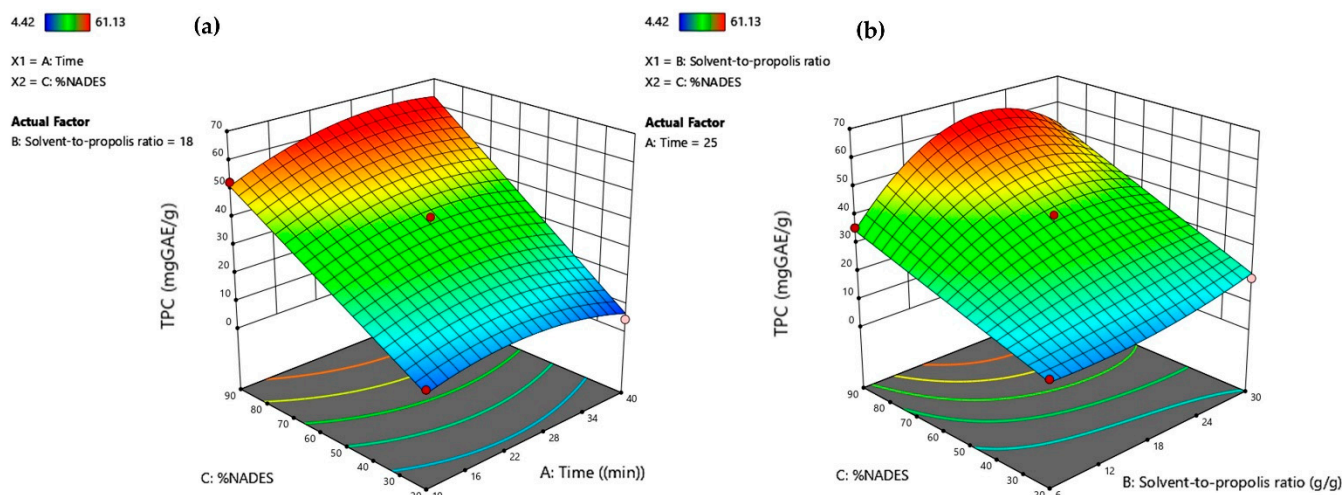 4.42 61.13
X1 = A: Time
X2 = C: %NADES
Actual Factor
B: Solvent-to-propolis ratio = 18
(a)
TPC (mgGAE/g)
70
60
50
40
30
20
10
0
90
80
70
60
50
40
30
C: %NADES
16
22
28
34
40
A: Time ((min))
4.42 61.13
X1 = B: Solvent-to-propolis ratio
X2 = C: %NADES
Actual Factor
A: Time = 25
(b)
TPC (mgGAE/g)
70
60
50
40
30
20
10
0
90
80
70
60
50
40
30
C: %NADES
12
18
24
30
B: Solvent-to-propolis ratio (g/g)